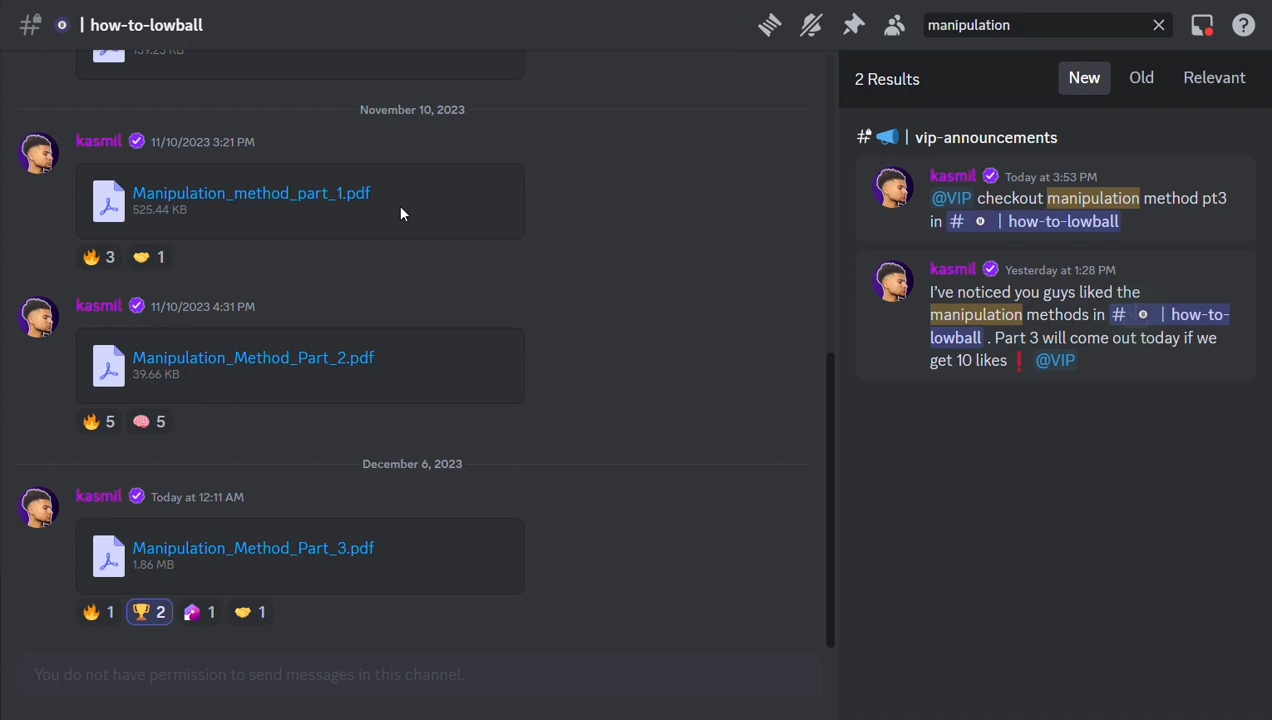 | how-to-lowball
manipulation
139.23 KB
November 10, 2023
kasmil 11/10/2023 3:21 PM
Manipulation_method_part_1.pdf
525.44 KB
🔥 3 🤝 1
kasmil 11/10/2023 4:31 PM
Manipulation_Method_Part_2.pdf
39.66 KB
🔥 5 🧠 5
December 6, 2023
kasmil Today at 12:11 AM
Manipulation_Method_Part_3.pdf
1.86 MB
🔥 1 🏆 2 1 🤝 1
You do not have permission to send messages in this channel.
2 Results
New Old Relevant
# 📣 | vip-announcements
kasmil Today at 3:53 PM
@VIP checkout manipulation method pt3
in # | how-to-lowball
kasmil Yesterday at 1:28 PM
I've noticed you guys liked the
manipulation methods in # | how-to-
lowball . Part 3 will come out today if we
get 10 likes ❗ @VIP